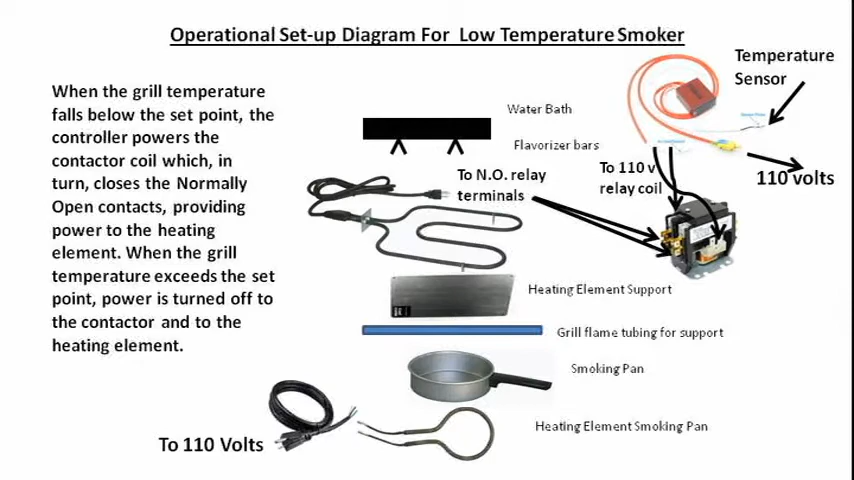 Operational Set-up Diagram For Low Temperature Smoker
When the grill temperature
falls below the set point, the
controller powers the
contactor coil which, in
turn, closes the Normally
Open contacts, providing
power to the heating
element. When the grill
temperature exceeds the set
point, power is turned off to
the contactor and to the
heating element.
Temperature
Sensor
Water Bath
Flavorizer bars
To N.O. relay
terminals
To 110 v
relay coil
110 volts
Heating Element Support
Grill flame tubing for support
Smoking Pan
Heating Element Smoking Pan
To 110 Volts